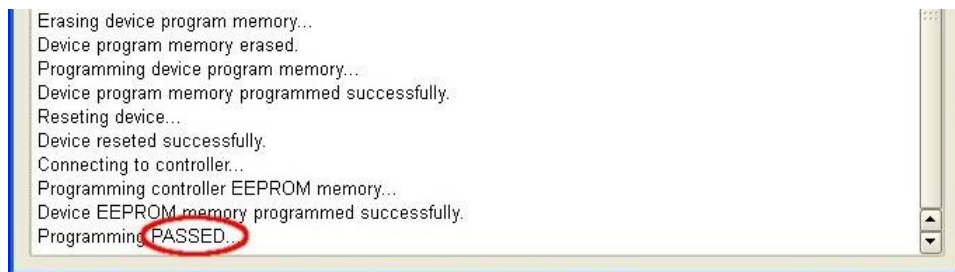 Erasing device program memory...
Device program memory erased.
Programming device program memory...
Device program memory programmed successfully.
Reseting device...
Device reseted successfully.
Connecting to controller...
Programming controller EEPROM memory...
Device EEPROM memory programmed successfully.
Programming PASSED...